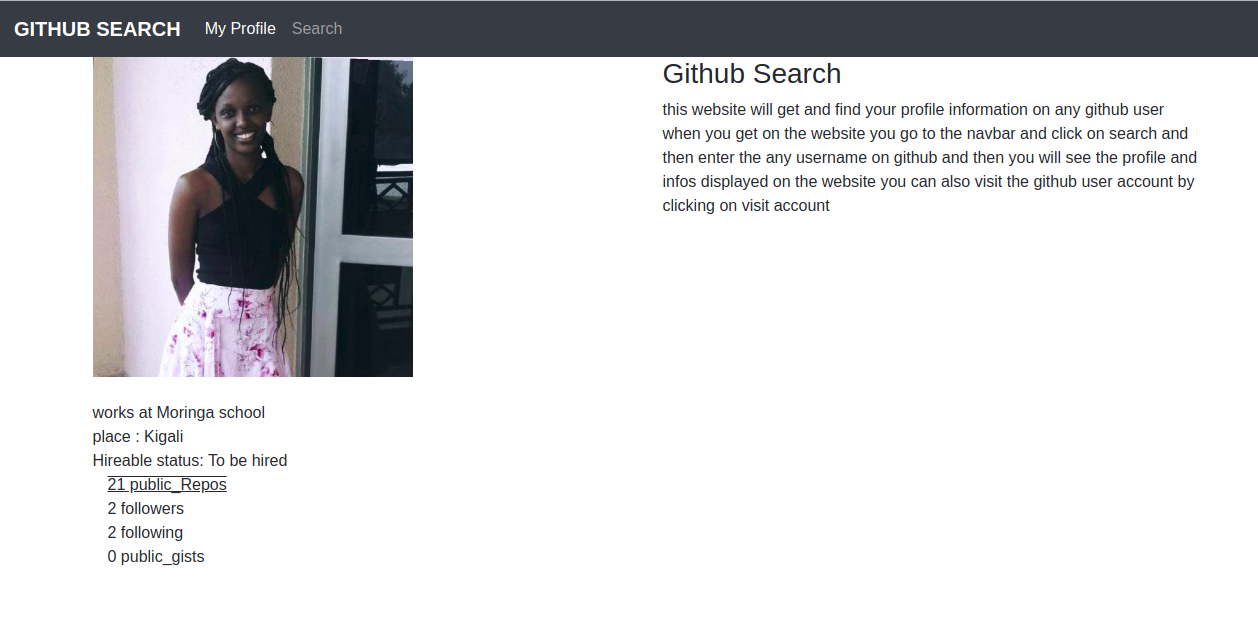 GITHUB SEARCH My Profile Search
Github Search
this website will get and find your profile information on any github user
when you get on the website you go to the navbar and click on search and
then enter the any username on github and then you will see the profile and
infos displayed on the website you can also visit the github user account by
clicking on visit account
works at Moringa school
place : Kigali
Hireable status: To be hired
21 public_Repos
2 followers
2 following
0 public_gists